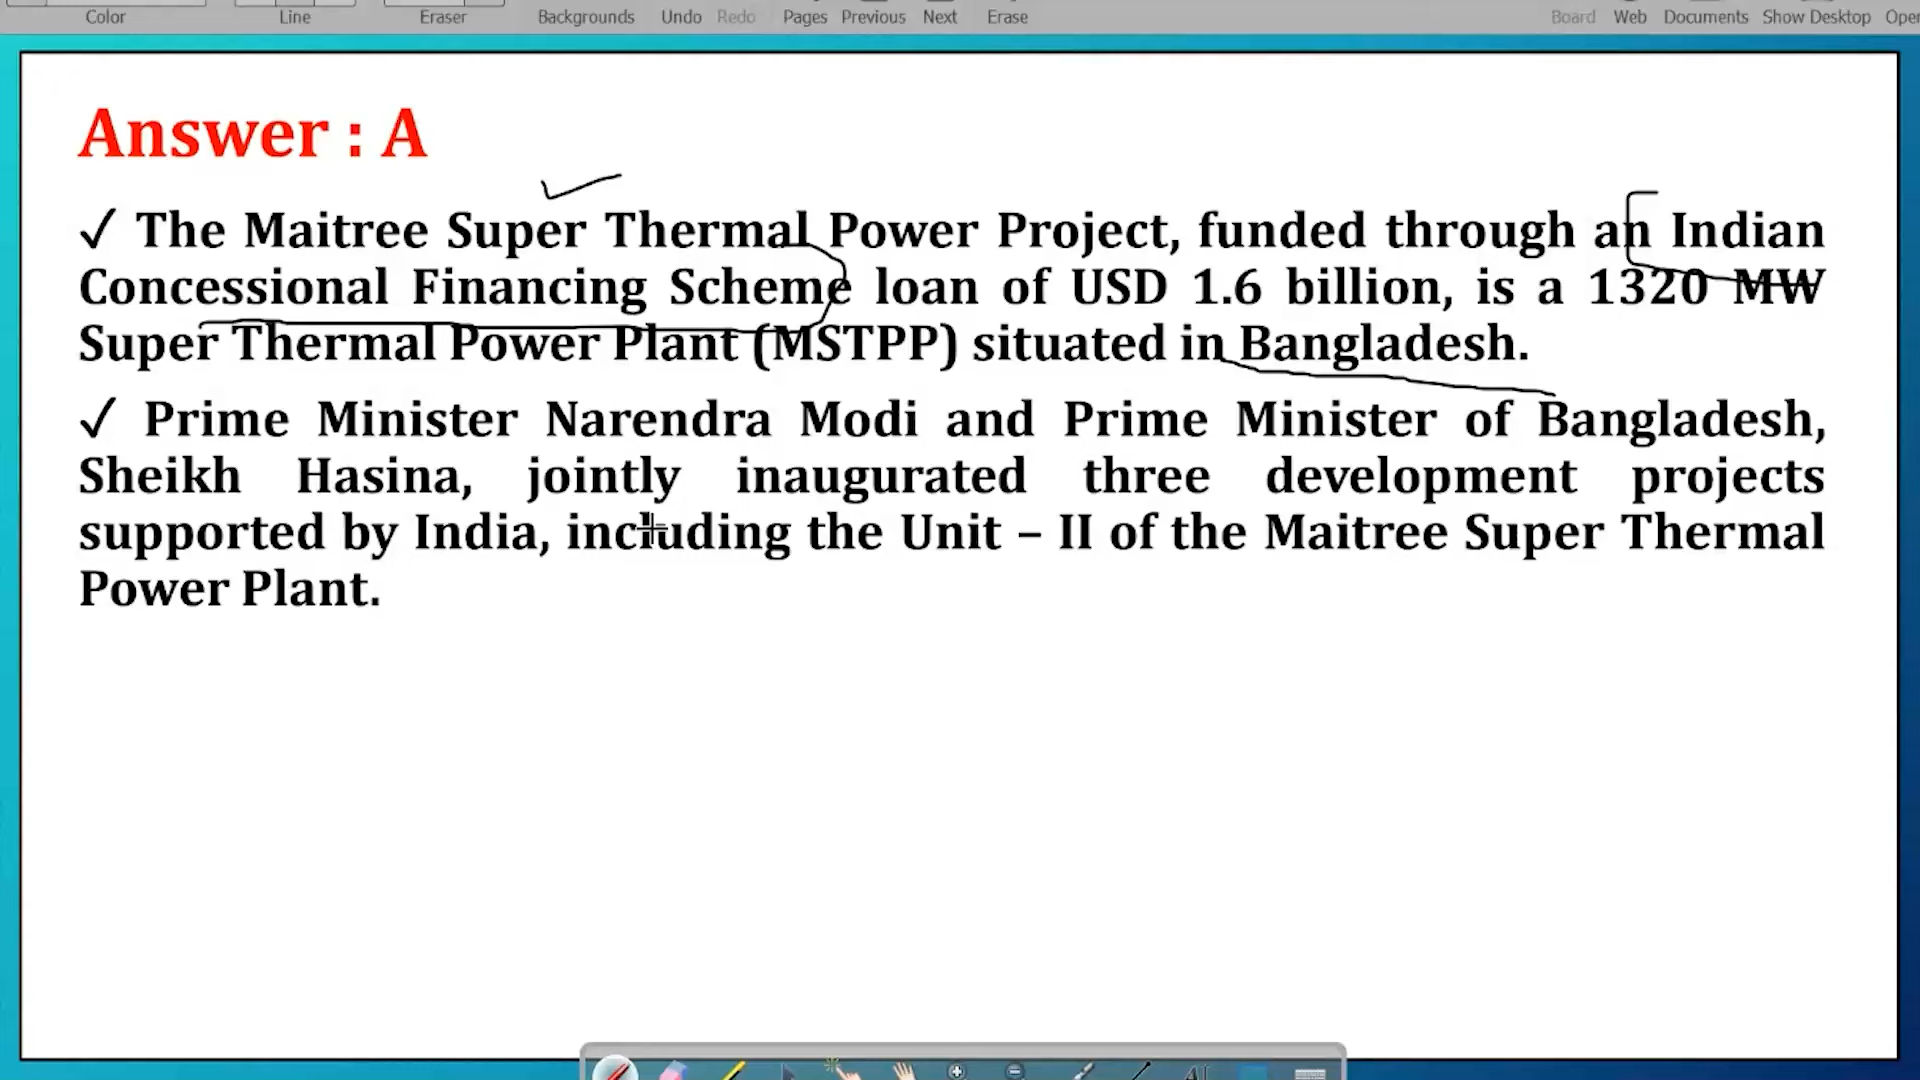 Color Line Eraser Backgrounds Undo Redo Pages Previous Next Erase Board Web Documents Show Desktop
Answer : A
✓ The Maitree Super Thermal Power Project, funded through an Indian
Concessional Financing Scheme loan of USD 1.6 billion, is a 1320 MW
Super Thermal Power Plant (MSTPP) situated in Bangladesh.
✓ Prime Minister Narendra Modi and Prime Minister of Bangladesh,
Sheikh Hasina, jointly inaugurated three development projects
supported by India, including the Unit – II of the Maitree Super Thermal
Power Plant.